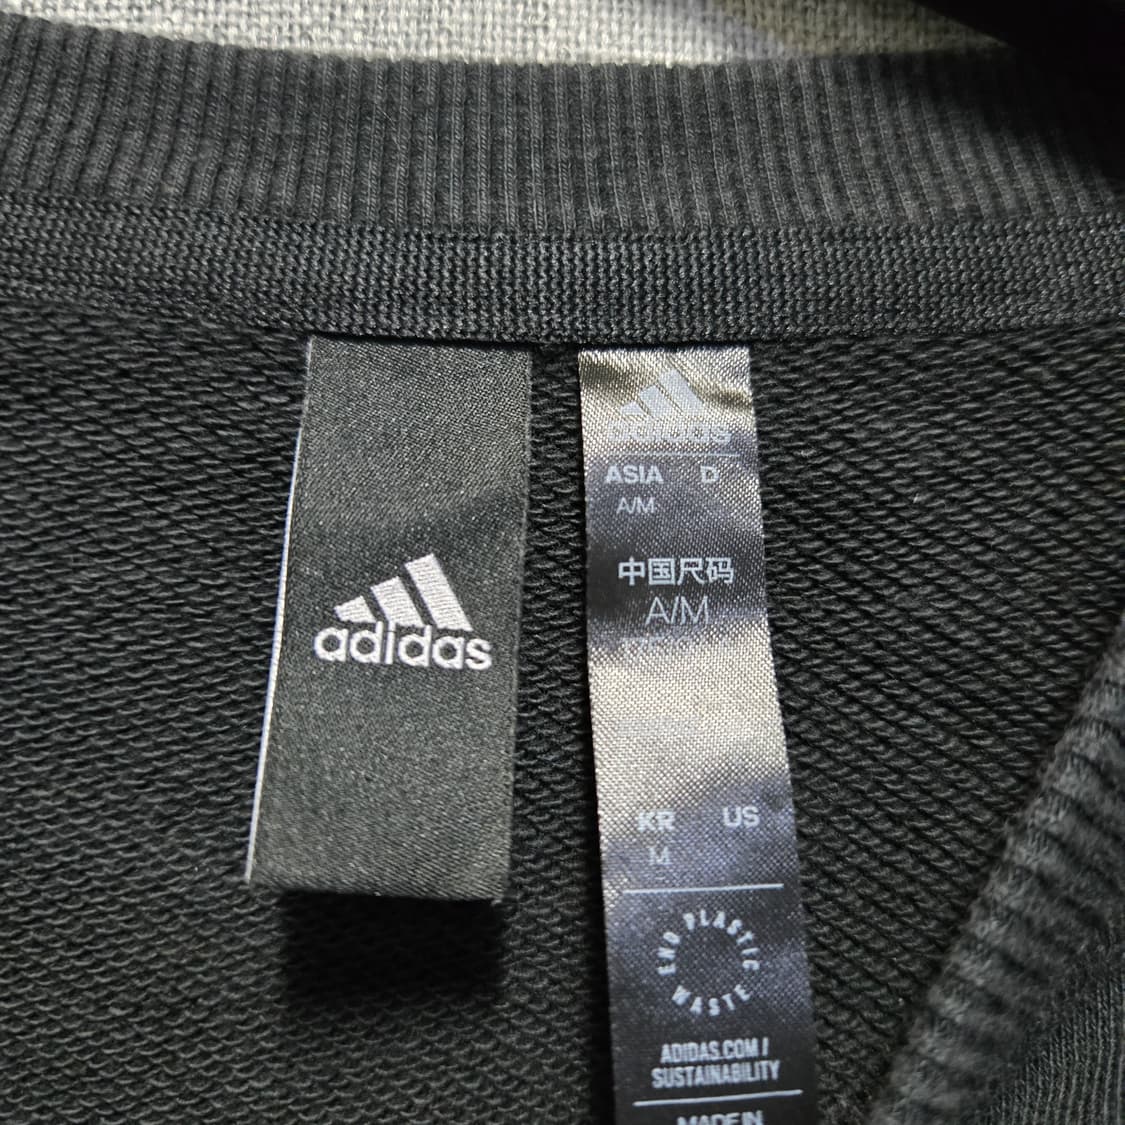 adidas
adidas
ASIA D
A/M
中国尺码
A/M
KR US
M
END PLASTIC WASTE
ADIDAS.COM/
SUSTAINABILITY
MADE IN